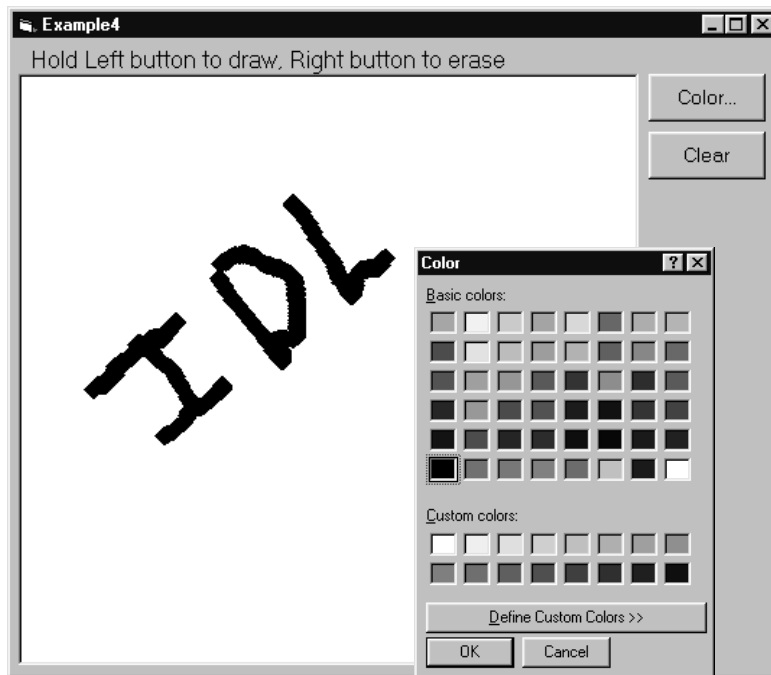 Example4
Hold Left button to draw, Right button to erase
Color...
Clear
IDL
Color
Basic colors:
Custom colors:
Define Custom Colors >>
OK Cancel